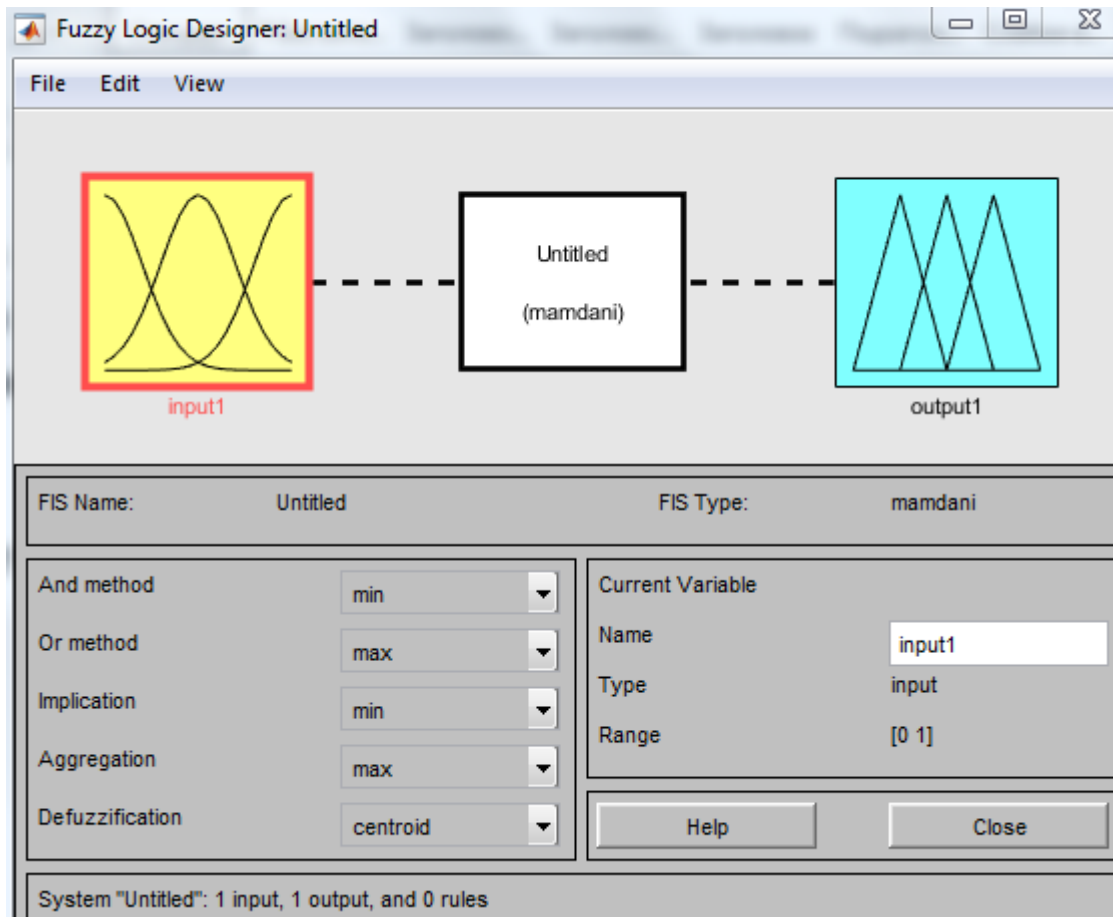 Fuzzy Logic Designer: Untitled
File Edit View
Untitled
(mamdani)
input1
output1
FIS Name: Untitled FIS Type: mamdani
And method min
Or method max
Implication min
Aggregation max
Defuzzification centroid
Current Variable
Name input1
Type input
Range [0 1]
Help Close
System "Untitled": 1 input, 1 output, and 0 rules